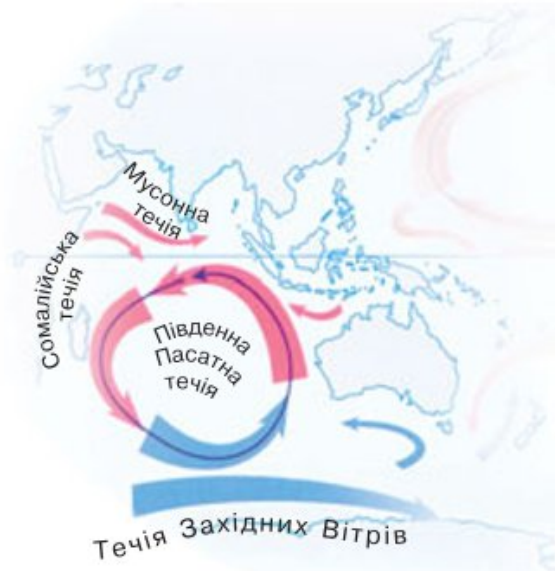 Мусонна
течія
Сомалійська
течія
Південна
Пасатна
течія
Течія Західних Вітрів